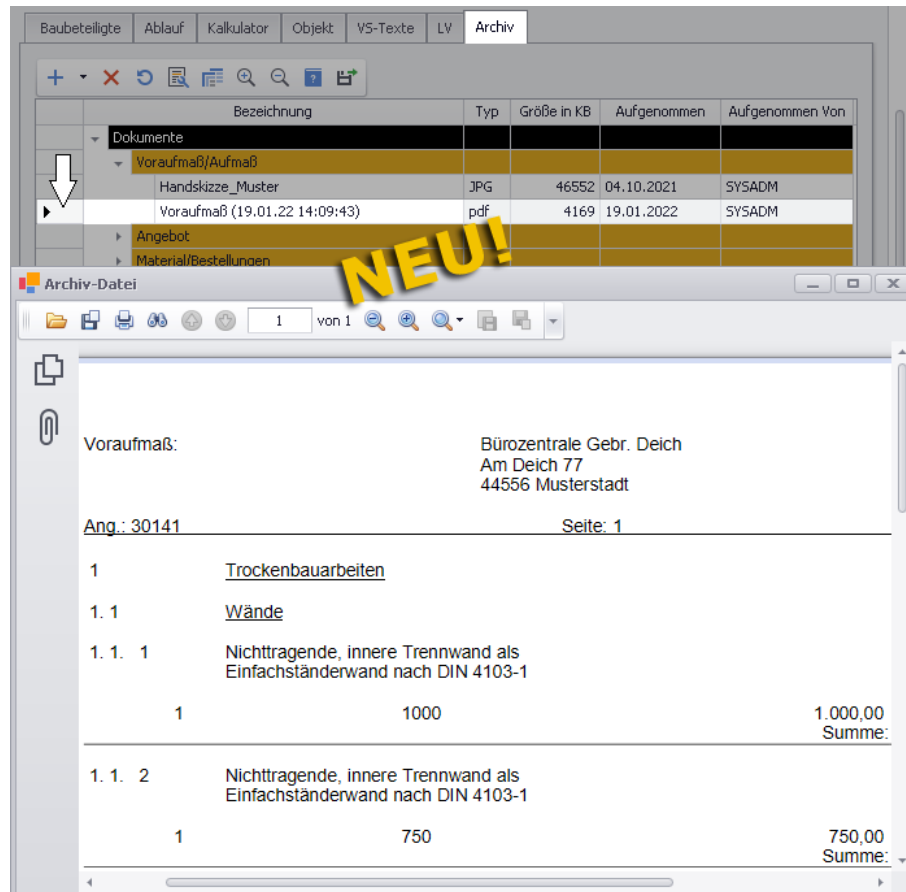 Baubeteiligte Ablauf Kalkulator Objekt VS-Texte LV Archiv
Bezeichnung Typ Größe in KB Aufgenommen Aufgenommen Von
Dokumente
Voraufmaß/Aufmaß
Handskizze_Muster JPG 46552 04.10.2021 SYSADM
Voraufmaß (19.01.22 14:09:43) pdf 4169 19.01.2022 SYSADM
Angebot
Material/Bestellungen
NEU!
Archiv-Datei
1 von 1
Voraufmaß: Bürozentrale Gebr. Deich
Am Deich 77
44556 Musterstadt
Ang.: 30141 Seite: 1
1 Trockenbauarbeiten
1. 1 Wände
1. 1. 1 Nichttragende, innere Trennwand als
Einfachständerwand nach DIN 4103-1
1 1000 1.000,00
Summe:
1. 1. 2 Nichttragende, innere Trennwand als
Einfachständerwand nach DIN 4103-1
1 750 750,00
Summe: